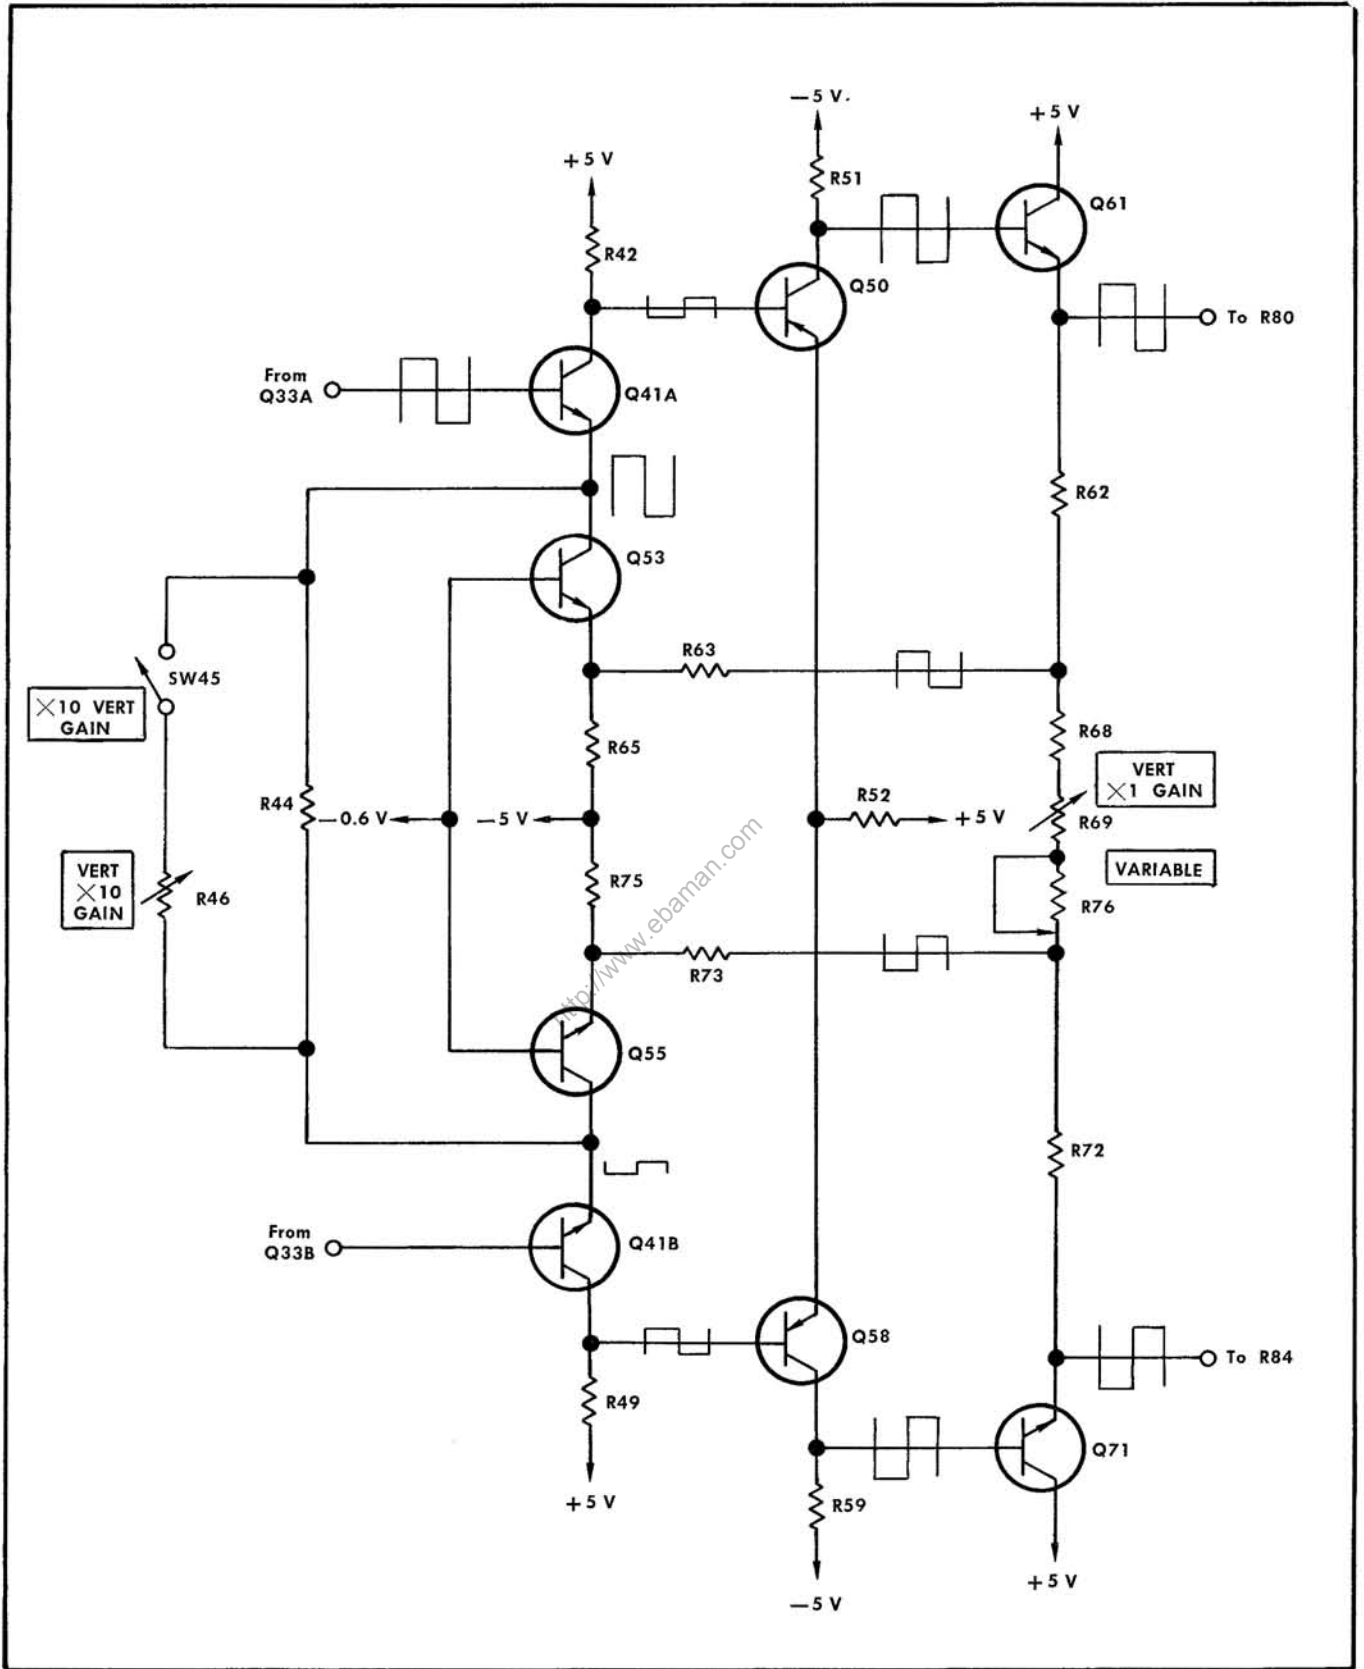 — 5 V.
+ 5 V
+ 5 V
R51
Q61
R42
Q50
To R80
From
Q33A
Q41A
R62
Q53
R63
SW45
×10 VERT
GAIN
R65
R68
VERT
×1 GAIN
R44
— 0.6 V
— 5 V
R52
+ 5 V
R69
VERT
×10
GAIN
R46
R75
VARIABLE
R76
http://www.ebaman.com
R73
Q55
R72
From
Q33B
Q41B
Q58
To R84
R49
Q71
+ 5 V
R59
+ 5 V
— 5 V